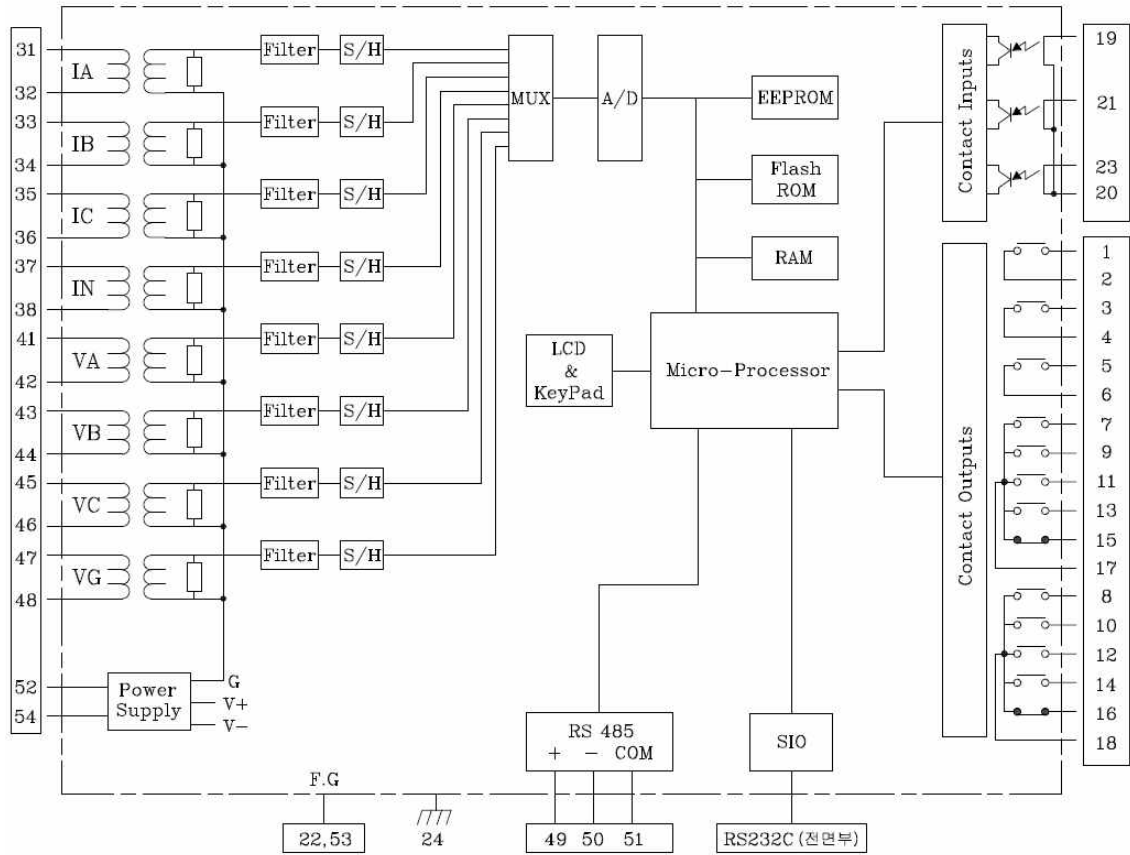 31
IA
32
33
IB
34
35
IC
36
37
IN
38
41
VA
42
43
VB
44
45
VC
46
47
VG
48
52
54
Filter S/H
Filter S/H
Filter S/H
Filter S/H
Filter S/H
Filter S/H
Filter S/H
Filter S/H
MUX
A/D
EEPROM
Flash
ROM
RAM
LCD
&
KeyPad
Micro-Processor
Power
Supply
G
V+
V-
RS 485
+ - COM
SIO
Contact Inputs
19
21
23
20
Contact Outputs
1
2
3
4
5
6
7
9
11
13
15
17
8
10
12
14
16
18
F.G
22,53
24
49 50 51
RS232C (전면부)